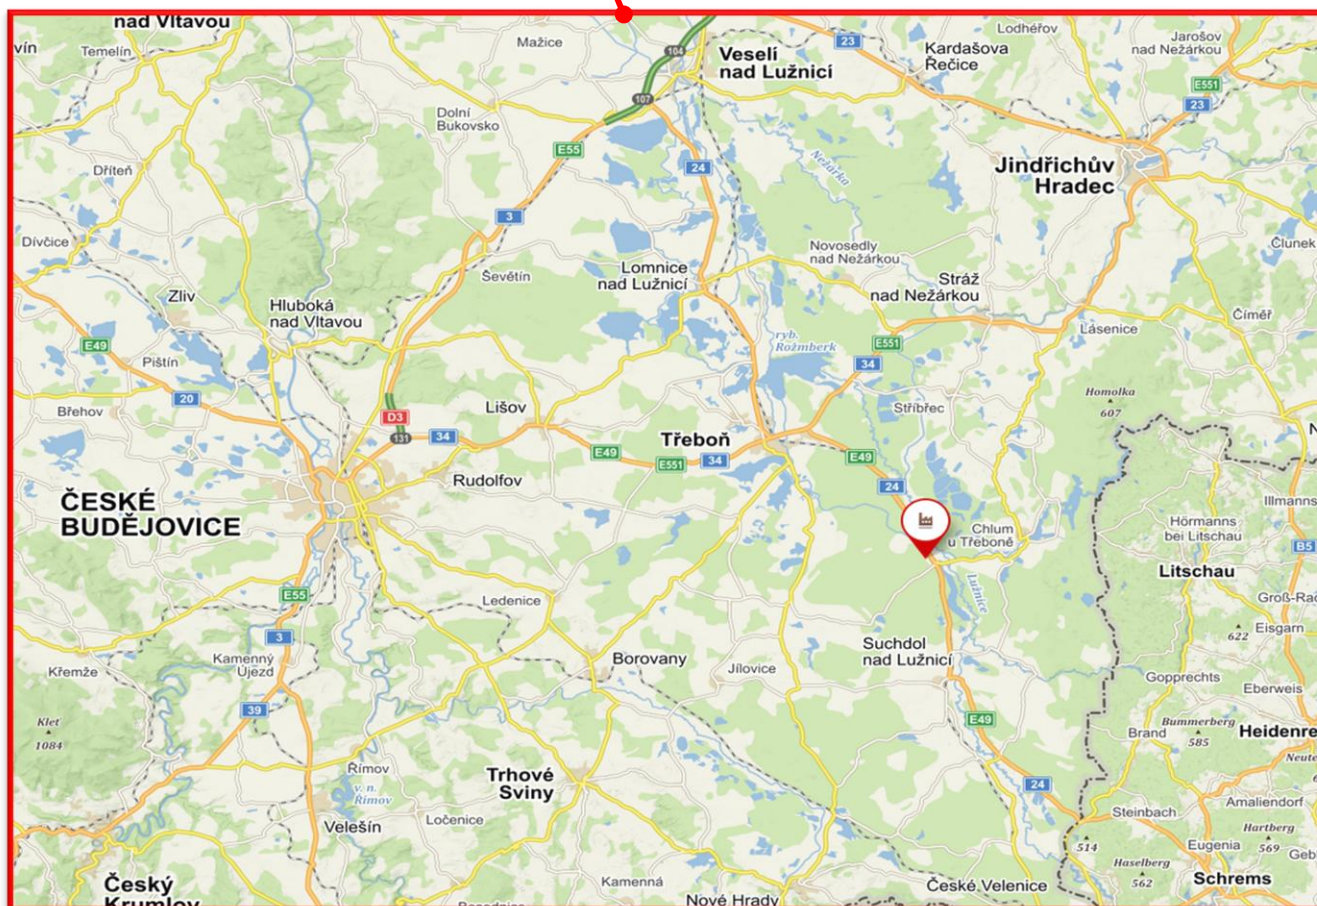 nad Vltavou
vín
Temelín
Mažice
104
Veselí
nad Lužnicí
23
Kardašova
Řečice
Lodhéřov
Jarošov
nad Nežárkou
E551
23
107
Dolní
Bukovsko
E55
24
Dříteň
Nežárka
Jindřichův
Hradec
3
Dívčice
Ševětín
Lomnice
nad Lužnicí
Novosedly
nad Nežárkou
Stráž
nad Nežárkou
Člunek
Zliv
Hluboká
nad Vltavou
Číměř
Lásenice
E49
Pištín
ryb.
Rožmberk
E551
34
20
Břehov
D3
131
34
Lišov
Stříbřec
Homolka
607
Třeboň
E49
E551
34
E49
24
N
Rudolfov
ČESKÉ
BUDĚJOVICE
Illmanns
Hörmanns
bei Litschau
Chlum
u Třeboně
B5
Litschau
E55
Ledenice
Lužnice
Groß-Rad
622
Eisgarn
3
Kamenný
Újezd
Křemže
Borovany
Jílovice
Suchdol
nad Lužnicí
Gopprechts
Eberweis
39
Klet
1084
E49
Bummerberg
585
Brand
Heidenre
Neute
Římov
v. n.
Římov
Trhové
Sviny
24
Amaliendorf
Steinbach
Ločenice
Velešín
514
Hartberg
569
Eugenia
Geb
Haselberg
562
Český
Krumlov
Kamenná
České Velenice
Schrems
Nové Hrady